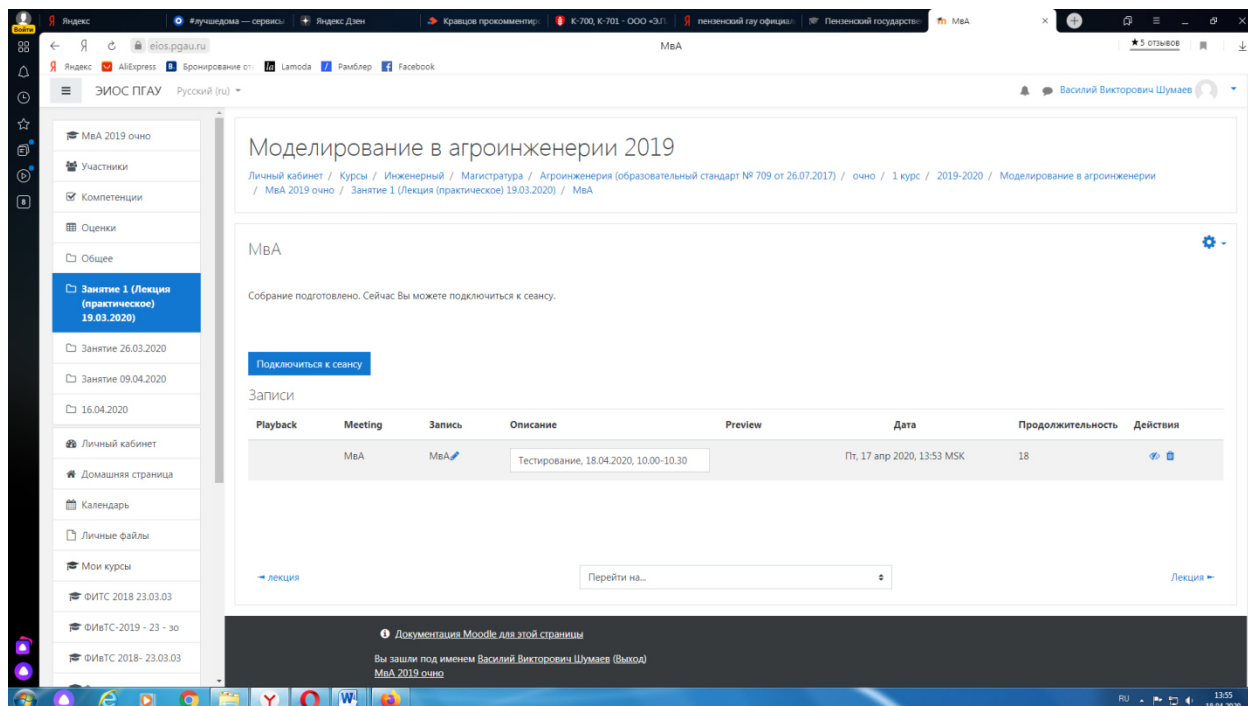 Яндекс
#лучшедома — сервисы
Яндекс Дзен
Кравцов прокомментир
К-700, К-701 - ООО «ЭЛ
пензенский гау официал
Пензенский государстве
МвА
Войти
eios.pgau.ru
МвА
5 отзывов
Яндекс
AliExpress
Бронирование от
Lamoda
Рамблер
Facebook
ЭИОС ПГАУ
Русский (ru)
Василий Викторович Шумаев
МвА 2019 очно
Участники
Компетенции
Оценки
Общее
Занятие 1 (Лекция
(практическое)
19.03.2020)
Занятие 26.03.2020
Занятие 09.04.2020
16.04.2020
Личный кабинет
Домашняя страница
Календарь
Личные файлы
Мои курсы
ФИТС 2018 23.03.03
ФИвТС-2019 - 23 - зо
ФИвТС 2018- 23.03.03
Моделирование в агроинженерии 2019
Личный кабинет / Курсы / Инженерный / Магистратура / Агроинженерия (образовательный стандарт № 709 от 26.07.2017) / очно / 1 курс / 2019-2020 / Моделирование в агроинженерии
/ МвА 2019 очно / Занятие 1 (Лекция (практическое) 19.03.2020) / МвА
МвА
Собрание подготовлено. Сейчас Вы можете подключиться к сеансу.
Подключиться к сеансу
Записи
Playback Meeting Запись Описание Preview Дата Продолжительность Действия
МвА МвА Тестирование, 18.04.2020, 10.00-10.30 Пт, 17 апр 2020, 13:53 MSK 18
◄ лекция
Перейти на...
Лекция ►
Документация Moodle для этой страницы
Вы зашли под именем Василий Викторович Шумаев (Выход)
МвА 2019 очно
RU
13:55
18.04.2020